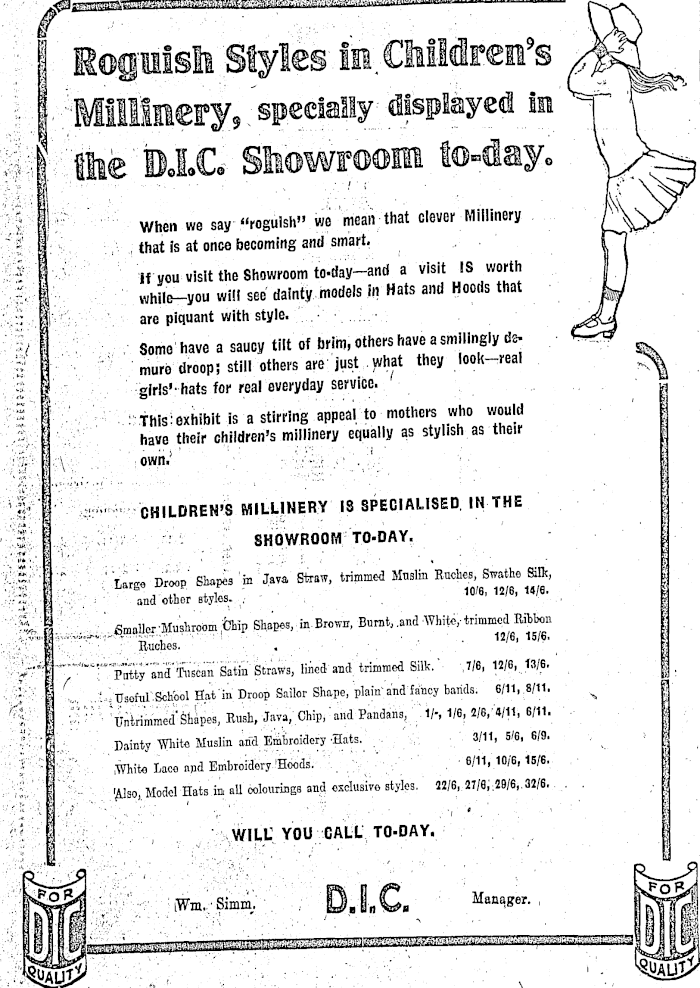 Roguish Styles in Children's
Millinery, specially displayed in
the D.I.C. Showroom to-day.
When we say "roguish" we mean that clever Millinery
that is at once becoming and smart.
If you visit the Showroom to-day—and a visit IS worth
while—you will see dainty models in Hats and Hoods that
are piquant with style.
Some have a saucy tilt of brim, others have a smilingly de-
mure droop; still others are just what they look—real
girls' hats for real everyday service.
This exhibit is a stirring appeal to mothers who would
have their children's millinery equally as stylish as their
own.
CHILDREN'S MILLINERY IS SPECIALISED IN THE
SHOWROOM TO-DAY.
Large Droop Shapes in Java Straw, trimmed Muslin Ruches, Swathe Silk,
and other styles. 10/6, 12/6, 14/6.
Smaller Mushroom Chip Shapes, in Brown, Burnt, and White, trimmed Ribbon
Ruches. 12/6, 15/6.
Putty and Tuscan Satin Straws, lined and trimmed Silk. 7/6, 12/6, 13/6.
Useful School Hat in Droop Sailor Shape, plain and fancy bands. 6/11, 8/11.
Untrimmed Shapes, Rush, Java, Chip, and Pandans, 1/-, 1/6, 2/6, 4/11, 6/11.
Dainty White Muslin and Embroidery Hats. 3/11, 5/6, 6/9.
White Lace and Embroidery Hoods. 6/11, 10/6, 15/6.
Also, Model Hats in all colourings and exclusive styles. 22/6, 27/6, 29/6, 32/6.
WILL YOU CALL TO-DAY.
Wm. Simm. D.I.C. Manager.
FOR
DIC
QUALITY
FOR
DIC
QUALITY